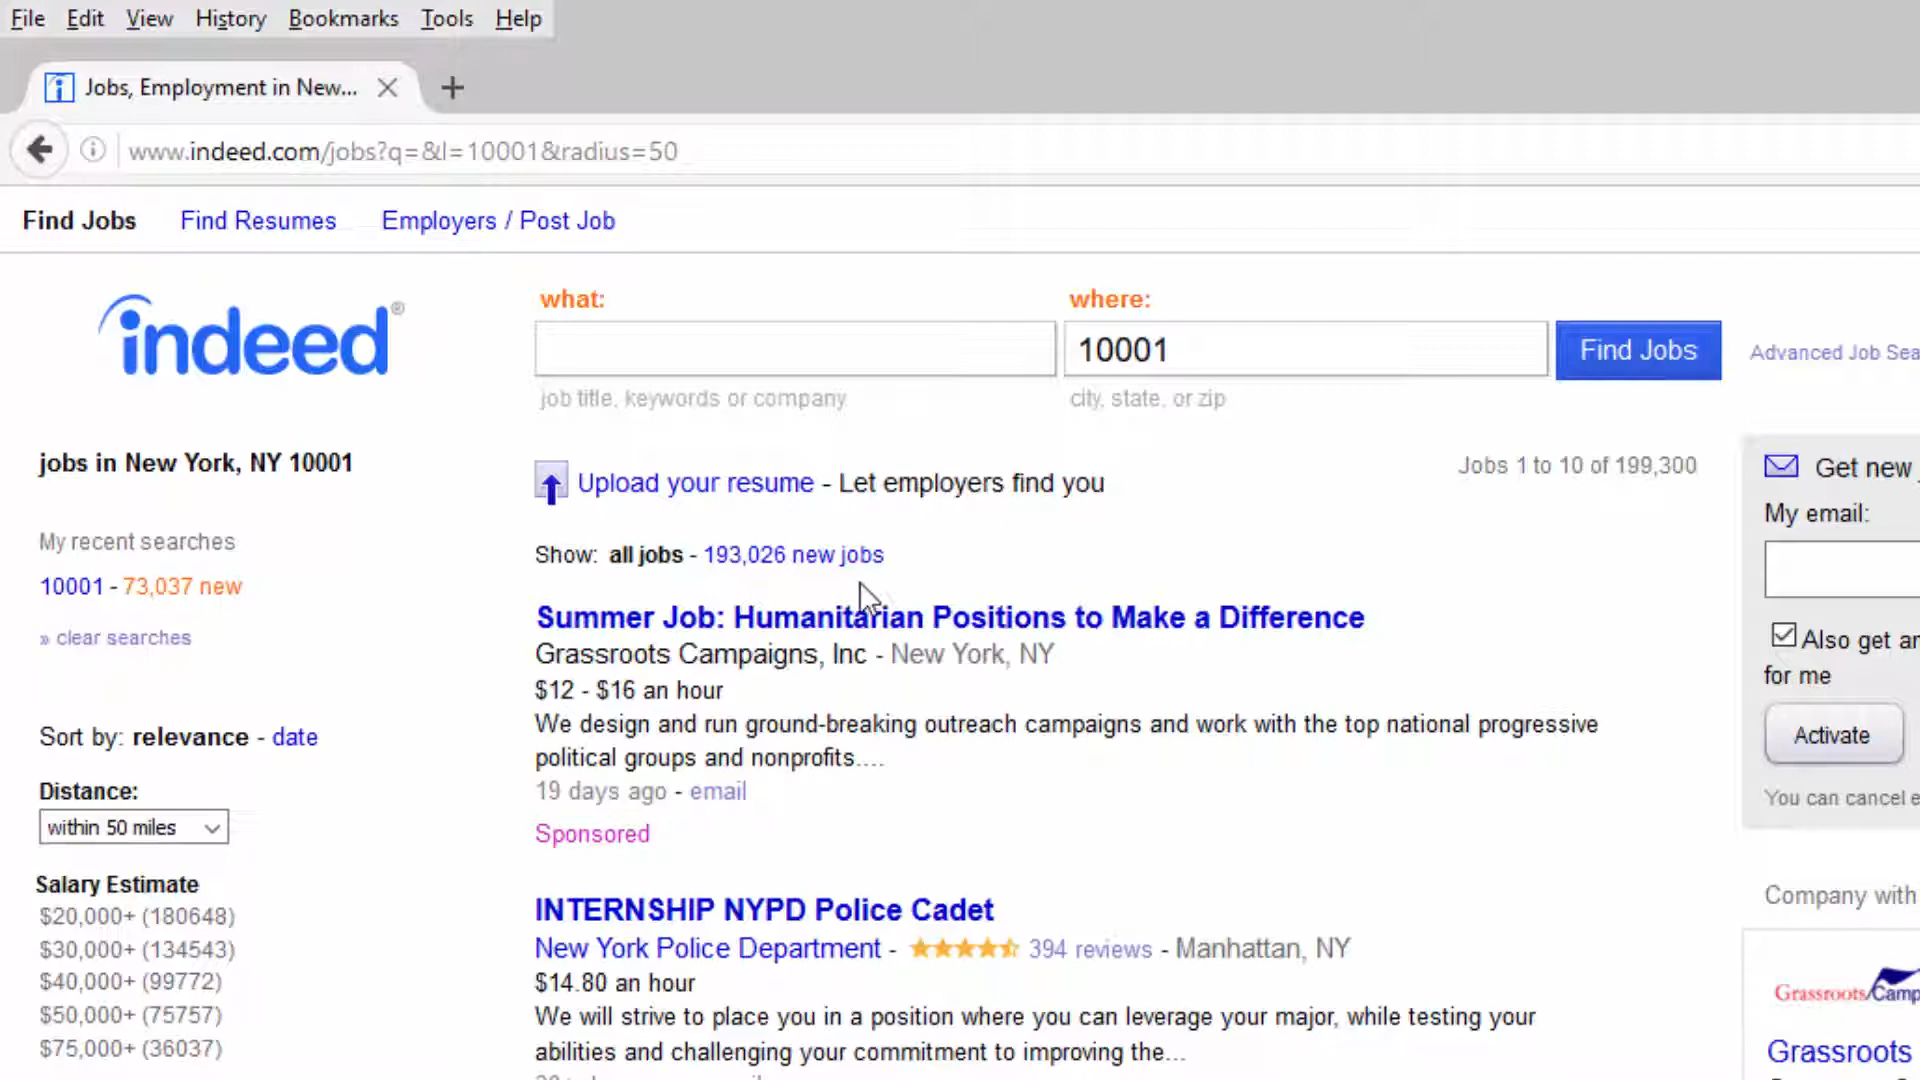 File Edit View History Bookmarks Tools Help
Jobs, Employment in New...
www.indeed.com/jobs?q=&l=10001&radius=50
Find Jobs Find Resumes Employers / Post Job
indeed®
what:
where:
10001
Find Jobs
Advanced Job Sea
job title, keywords or company
city, state, or zip
jobs in New York, NY 10001
My recent searches
10001 - 73,037 new
» clear searches
Sort by: relevance - date
Distance:
within 50 miles
Salary Estimate
$20,000+ (180648)
$30,000+ (134543)
$40,000+ (99772)
$50,000+ (75757)
$75,000+ (36037)
Upload your resume - Let employers find you
Jobs 1 to 10 of 199,300
Show: all jobs - 193,026 new jobs
Summer Job: Humanitarian Positions to Make a Difference
Grassroots Campaigns, Inc - New York, NY
$12 - $16 an hour
We design and run ground-breaking outreach campaigns and work with the top national progressive
political groups and nonprofits....
19 days ago - email
Sponsored
INTERNSHIP NYPD Police Cadet
New York Police Department - 394 reviews - Manhattan, NY
$14.80 an hour
We will strive to place you in a position where you can leverage your major, while testing your
abilities and challenging your commitment to improving the...
Get new
My email:
Also get an
for me
Activate
You can cancel e
Company with
Grassroots Camp
Grassroots